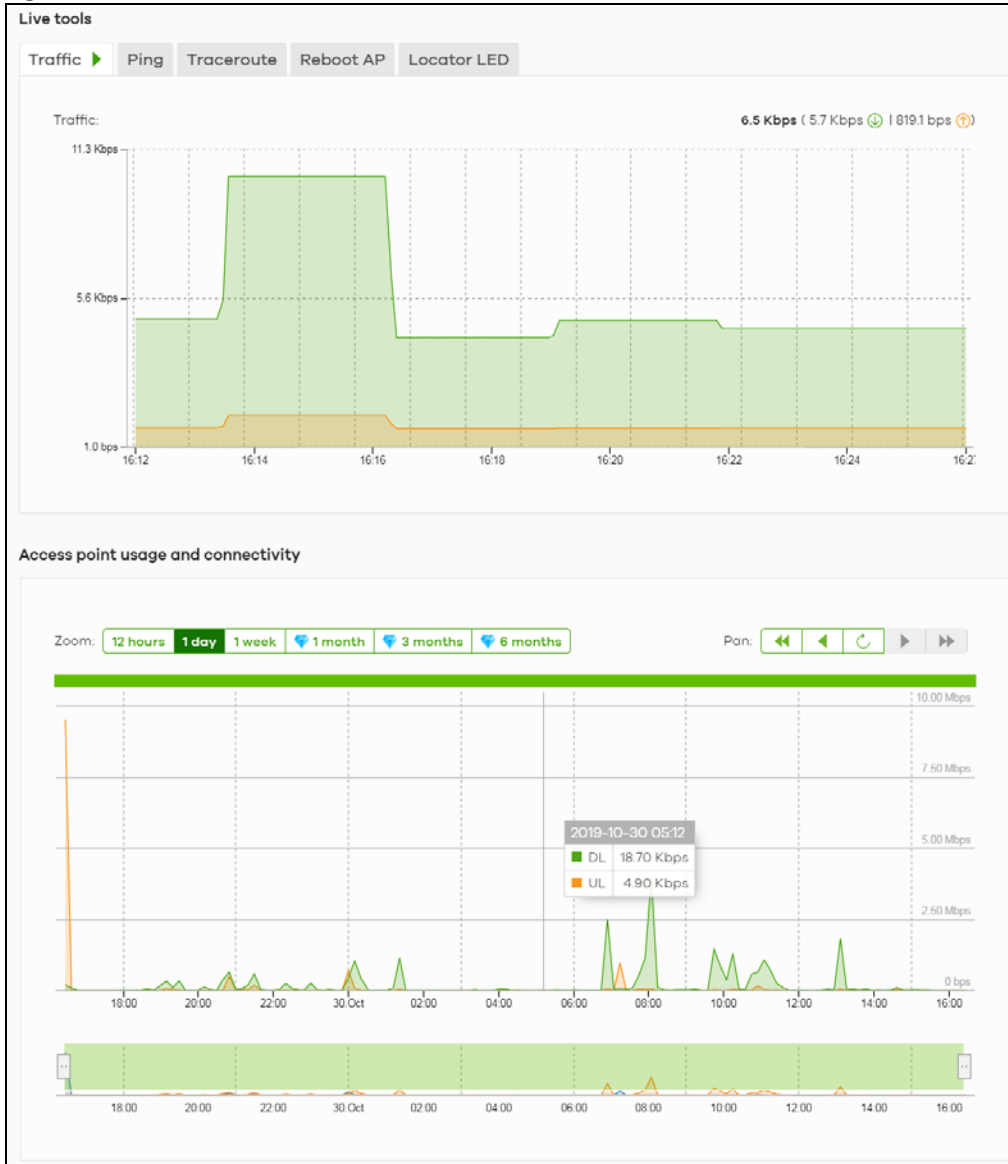 Live tools
Traffic Ping Traceroute Reboot AP Locator LED
Traffic: 6.5 Kbps ( 5.7 Kbps | 819.1 bps )
11.3 Kbps
5.6 Kbps
1.0 bps
16:12 16:14 16:16 16:18 16:20 16:22 16:24 16:2
Access point usage and connectivity
Zoom: 12 hours 1 day 1 week 1 month 3 months 6 months Pan:
10.00 Mbps
7.50 Mbps
2019-10-30 05:12
5.00 Mbps
DL 18.70 Kbps
UL 4.90 Kbps
2.50 Mbps
0 bps
18:00 20:00 22:00 30.Oct 02:00 04:00 06:00 08:00 10:00 12:00 14:00 16:00
18:00 20:00 22:00 30.Oct 02:00 04:00 06:00 08:00 10:00 12:00 14:00 16:00